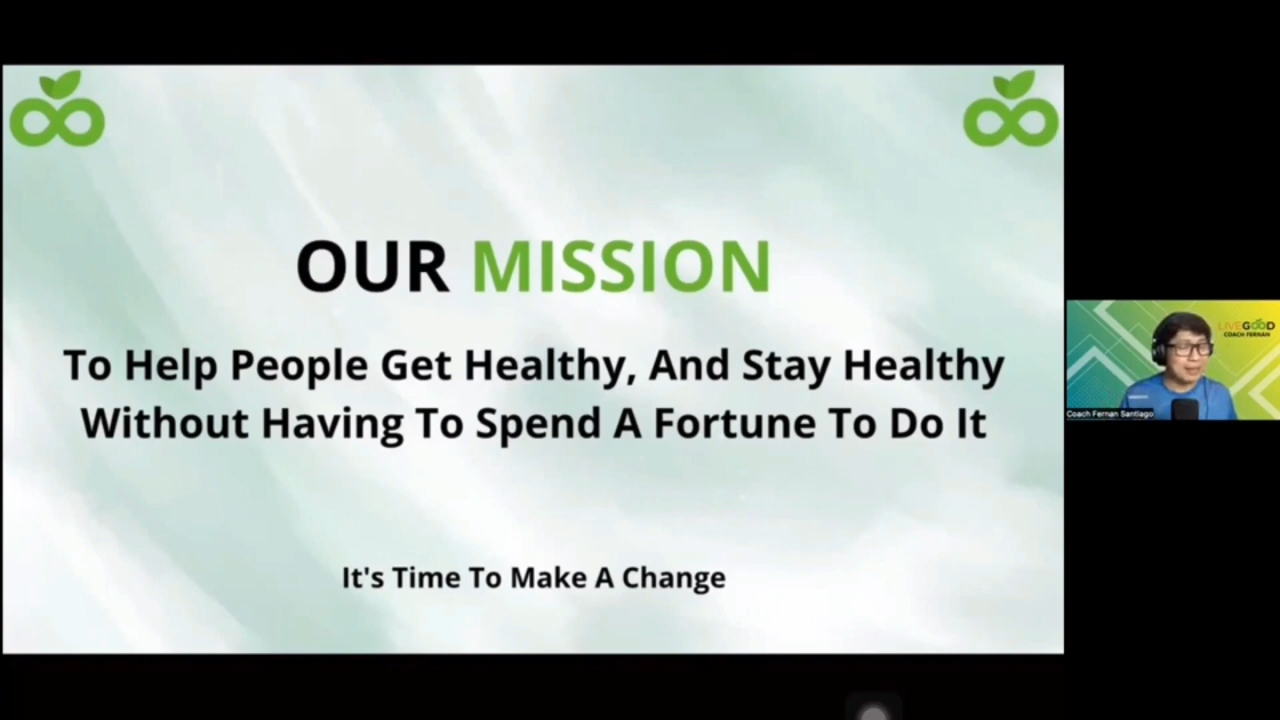 OUR MISSION
To Help People Get Healthy, And Stay Healthy
Without Having To Spend A Fortune To Do It
It's Time To Make A Change
LIVEGOOD
COACH FERNAN
Coach Fernan Santiago